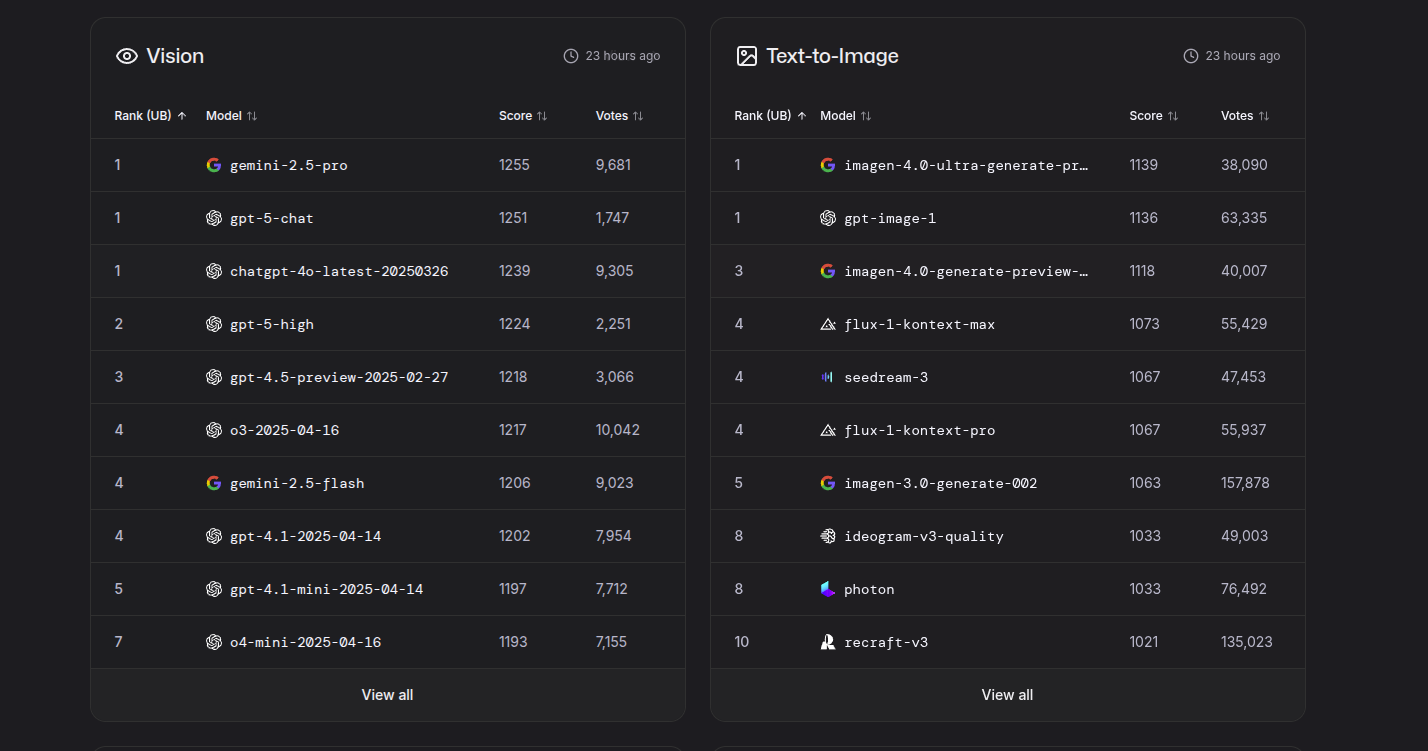 Vision 23 hours ago
Rank (UB) Model Score Votes
1 gemini-2.5-pro 1255 9,681
1 gpt-5-chat 1251 1,747
1 chatgpt-4o-latest-20250326 1239 9,305
2 gpt-5-high 1224 2,251
3 gpt-4.5-preview-2025-02-27 1218 3,066
4 o3-2025-04-16 1217 10,042
4 gemini-2.5-flash 1206 9,023
4 gpt-4.1-2025-04-14 1202 7,954
5 gpt-4.1-mini-2025-04-14 1197 7,712
7 o4-mini-2025-04-16 1193 7,155
View all
Text-to-Image 23 hours ago
Rank (UB) Model Score Votes
1 imagen-4.0-ultra-generate-pr… 1139 38,090
1 gpt-image-1 1136 63,335
3 imagen-4.0-generate-preview-… 1118 40,007
4 flux-1-kontext-max 1073 55,429
4 seedream-3 1067 47,453
4 flux-1-kontext-pro 1067 55,937
5 imagen-3.0-generate-002 1063 157,878
8 ideogram-v3-quality 1033 49,003
8 photon 1033 76,492
10 recraft-v3 1021 135,023
View all